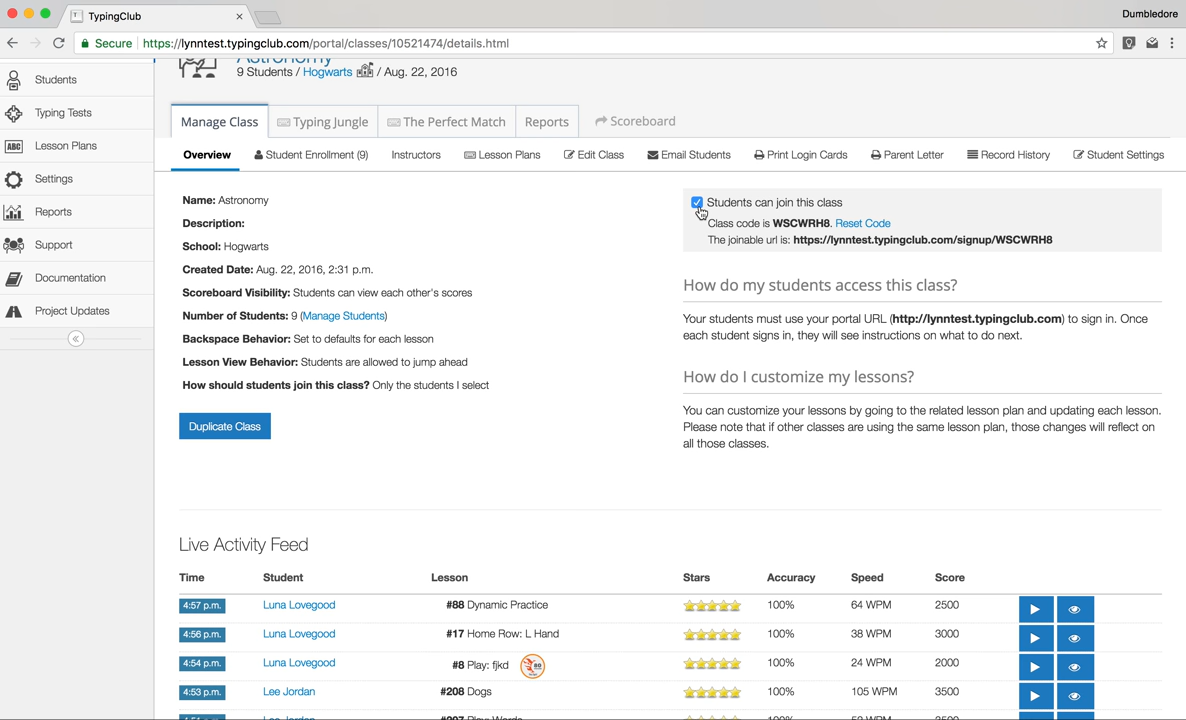 TypingClub
Dumbledore
Secure https://lynntest.typingclub.com/portal/classes/10521474/details.html
Students
Typing Tests
ABC Lesson Plans
Settings
Reports
Support
Documentation
Project Updates
Astronomy
9 Students / Hogwarts / Aug. 22, 2016
Manage Class Typing Jungle The Perfect Match Reports Scoreboard
Overview Student Enrollment (9) Instructors Lesson Plans Edit Class Email Students Print Login Cards Parent Letter Record History Student Settings
Name: Astronomy
Description:
School: Hogwarts
Created Date: Aug. 22, 2016, 2:31 p.m.
Scoreboard Visibility: Students can view each other's scores
Number of Students: 9 (Manage Students)
Backspace Behavior: Set to defaults for each lesson
Lesson View Behavior: Students are allowed to jump ahead
How should students join this class? Only the students I select
Duplicate Class
Students can join this class
Class code is WSCWRH8. Reset Code
The joinable url is: https://lynntest.typingclub.com/signup/WSCWRH8
How do my students access this class?
Your students must use your portal URL (http://lynntest.typingclub.com) to sign in. Once
each student signs in, they will see instructions on what to do next.
How do I customize my lessons?
You can customize your lessons by going to the related lesson plan and updating each lesson.
Please note that if other classes are using the same lesson plan, those changes will reflect on
all those classes.
Live Activity Feed
Time Student Lesson Stars Accuracy Speed Score
4:57 p.m. Luna Lovegood #88 Dynamic Practice 100% 64 WPM 2500
4:56 p.m. Luna Lovegood #17 Home Row: L Hand 100% 38 WPM 3000
4:54 p.m. Luna Lovegood #8 Play: fjkd 100% 24 WPM 2000
4:53 p.m. Lee Jordan #208 Dogs 100% 105 WPM 3500